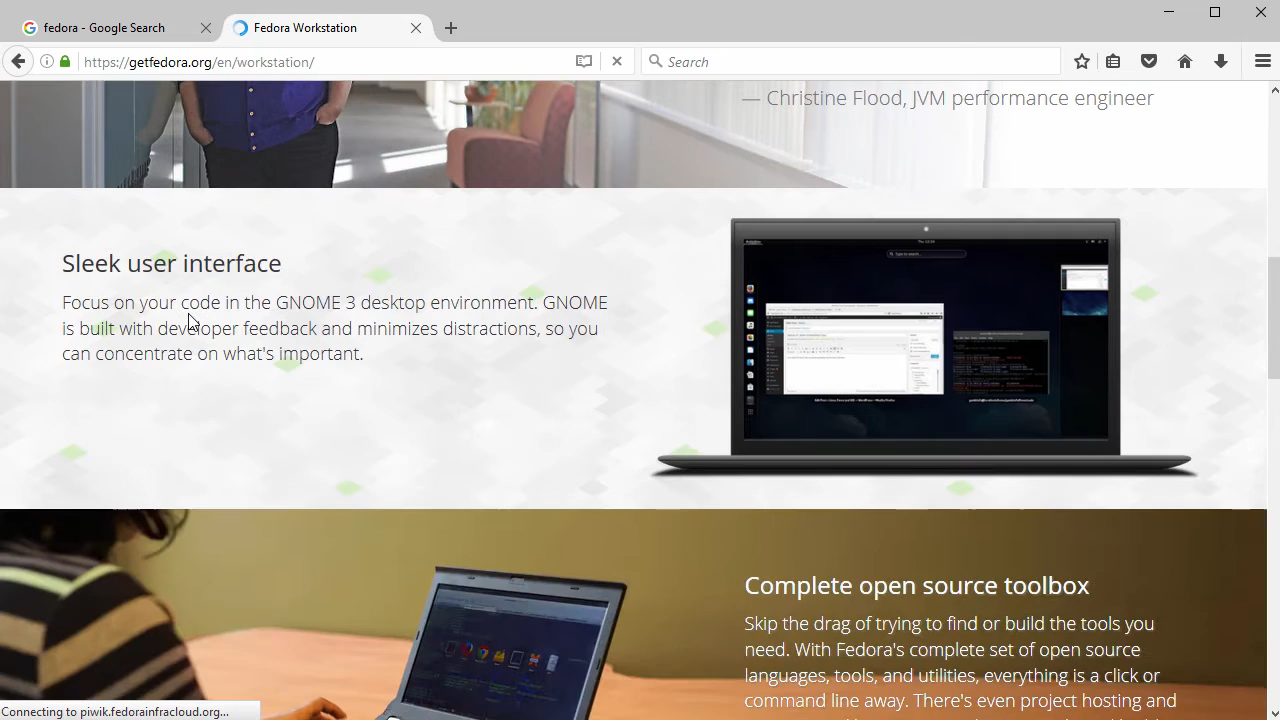 fedora - Google Search
Fedora Workstation
https://getfedora.org/en/workstation/
Search
— Christine Flood, JVM performance engineer
Sleek user interface
Focus on your code in the GNOME 3 desktop environment. GNOME
is built with developer feedback and minimizes distractions, so you
can concentrate on what's important.
Type to search...
Complete open source toolbox
Skip the drag of trying to find or build the tools you
need. With Fedora's complete set of open source
languages, tools, and utilities, everything is a click or
command line away. There's even project hosting and
Connecting to piwik.fedorainfracloud.org...